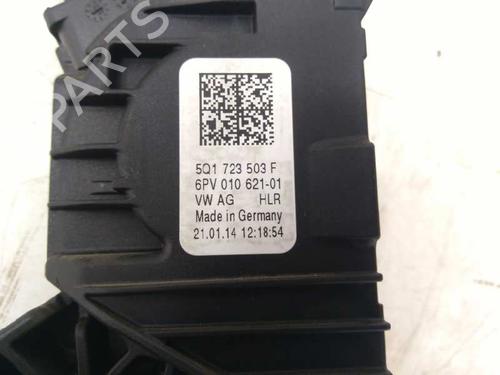 PARTS
5Q1 723 503 F
6PV 010 621-01
VW AG HLR
Made in Germany
21.01.14 12:18:54